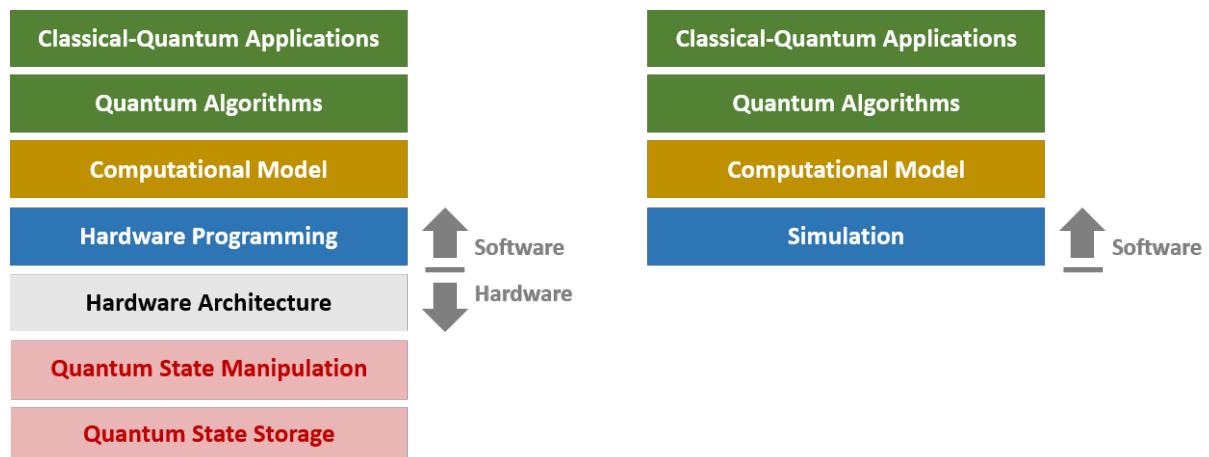 Classical-Quantum Applications
Quantum Algorithms
Computational Model
Hardware Programming
Software
Hardware
Hardware Architecture
Quantum State Manipulation
Quantum State Storage
Classical-Quantum Applications
Quantum Algorithms
Computational Model
Simulation
Software